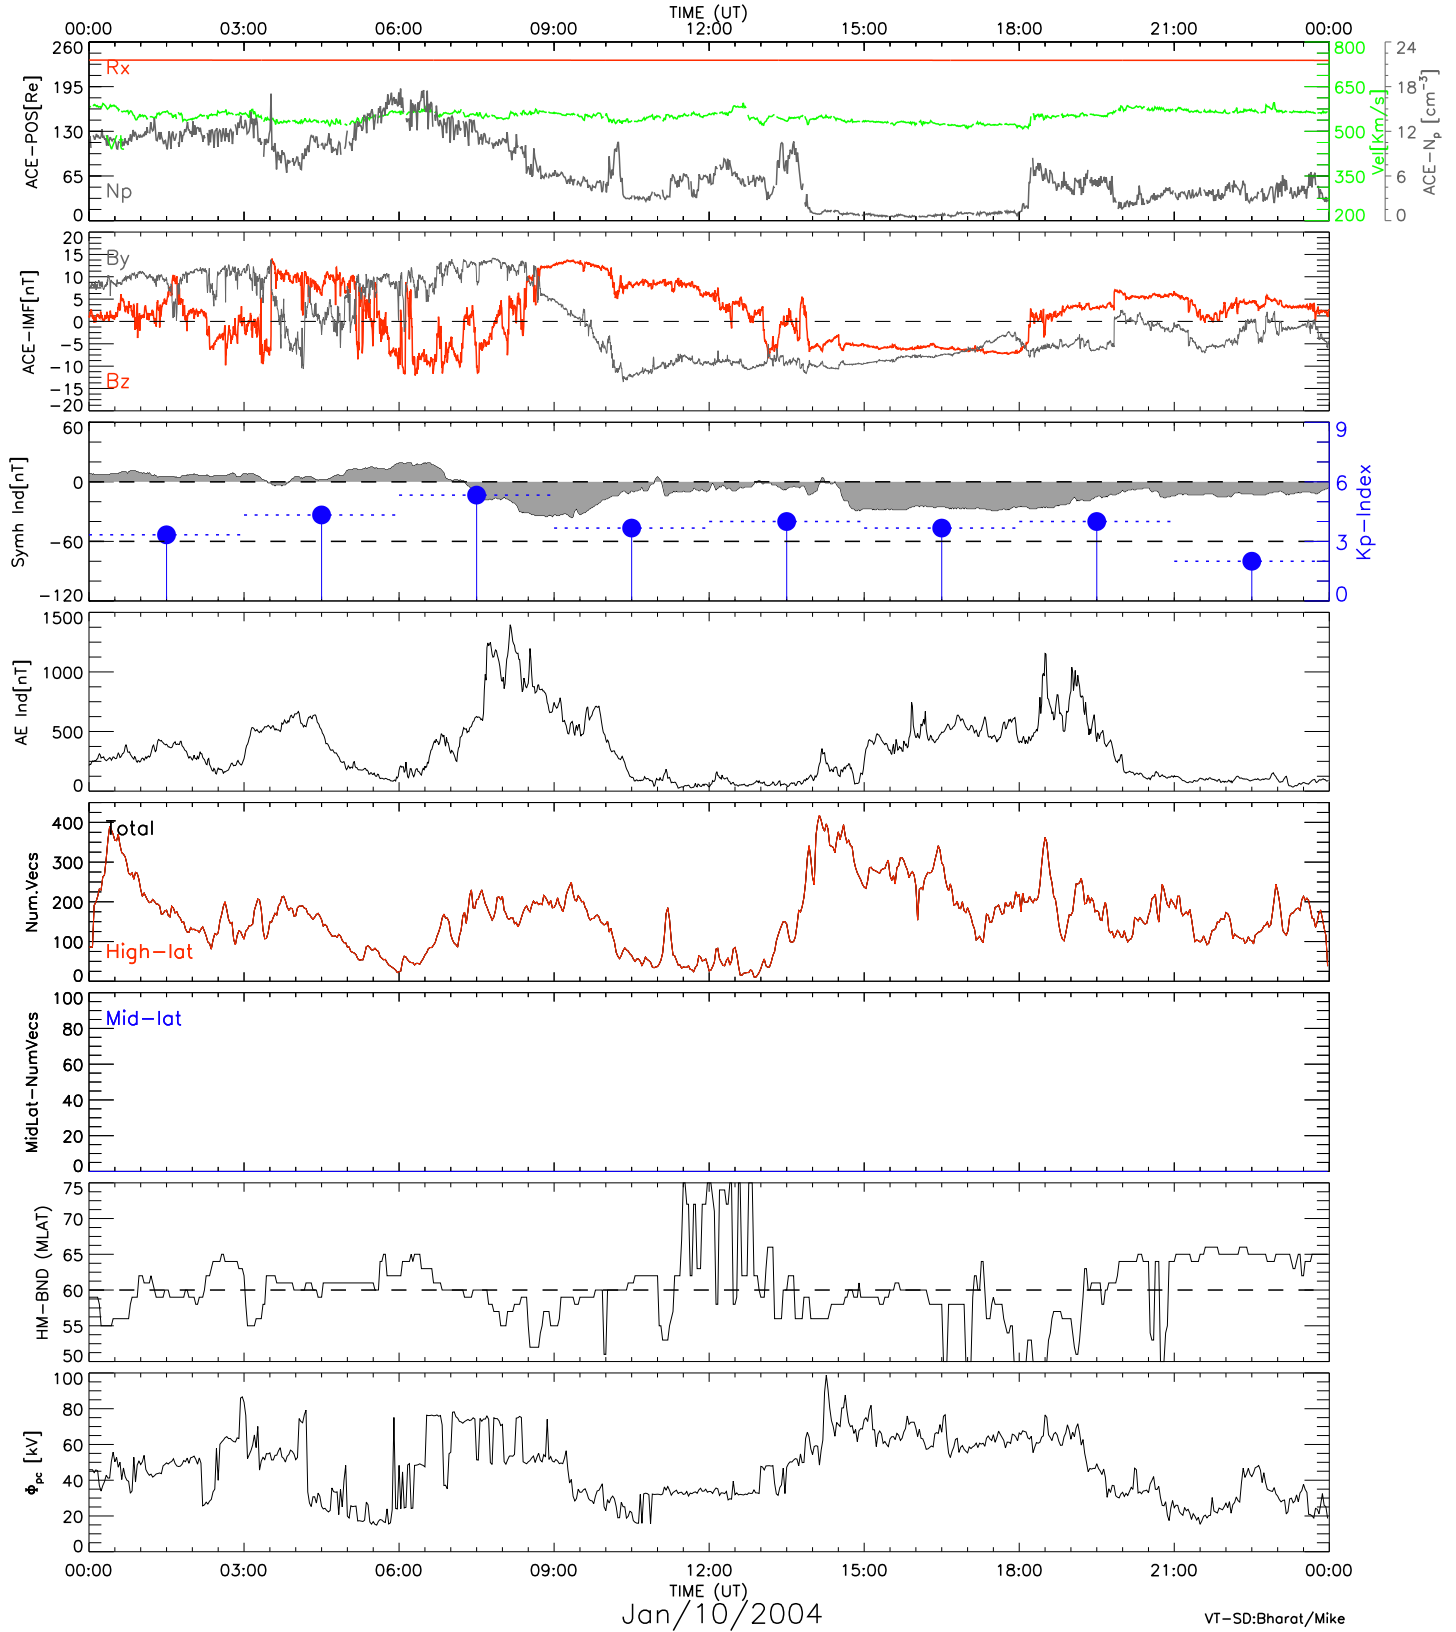 TIME (UT)
00:00 03:00 06:00 09:00 12:00 15:00 18:00 21:00 00:00
ACE-POS[Re]
260
195
130
65
0
Rx
Vx
Np
800
650
500
350
200
Vel[Km/s]
24
18
12
6
0
ACE-Np [cm-3]
ACE-IMF[nT]
20
15
10
5
0
-5
-10
-15
-20
By
Bz
Symh Ind[nT]
60
0
-60
-120
9
6
3
0
Kp-Index
AE Ind[nT]
1500
1000
500
0
Num.Vecs
400
300
200
100
0
Total
High-lat
MidLat-NumVecs
100
80
60
40
20
0
Mid-lat
HM-BND (MLAT)
75
70
65
60
55
50
Φpc [kV]
100
80
60
40
20
0
00:00 03:00 06:00 09:00 12:00 15:00 18:00 21:00 00:00
TIME (UT)
Jan/10/2004
VT-SD:Bharat/Mike